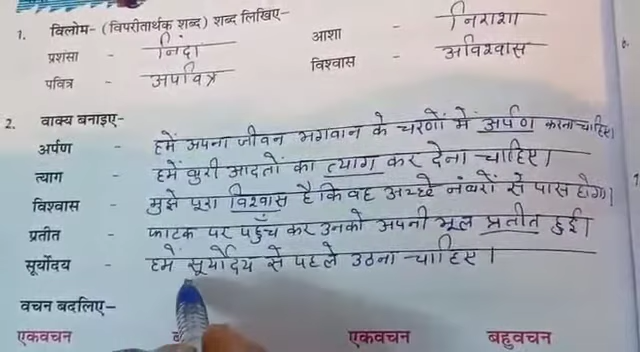 1. विलोम- (विपरीतार्थक शब्द) शब्द लिखिए-
प्रशंसा - निंदा आशा - निराशा
पवित्र - अपवित्र विश्वास - अविश्वास
2. वाक्य बनाइए-
अर्पण - हमें अपना जीवन भगवान के चरणों में अर्पण करना चाहिए।
त्याग - हमें बुरी आदतों का त्याग कर देना चाहिए।
विश्वास - मुझे पूरा विश्वास है कि वह अच्छे नंबरों से पास होगा।
प्रतीत - फाटक पर पहुँच कर उनको अपनी भूल प्रतीत हुई।
सूर्योदय - हमें सूर्योदय से पहले उठना चाहिए।
वचन बदलिए-
एकवचन एकवचन बहुवचन